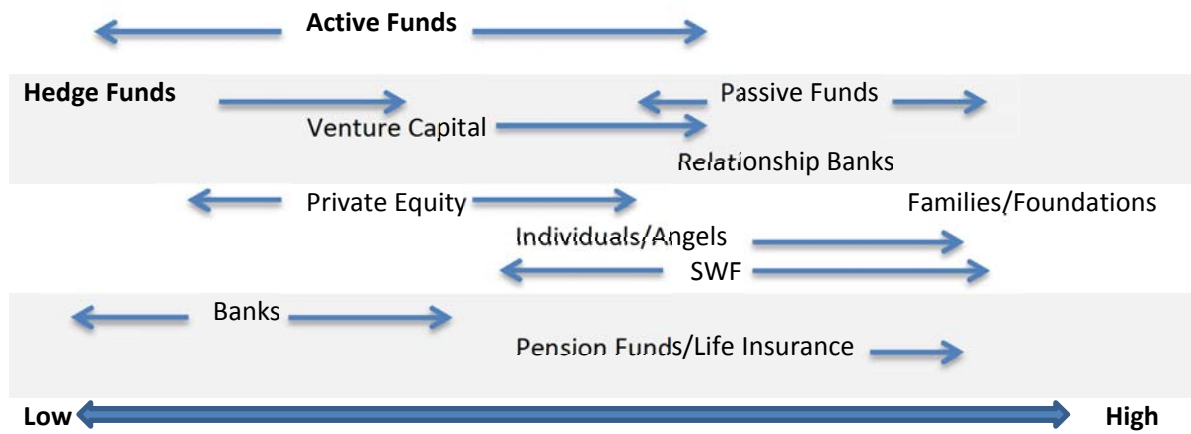 Active Funds
Hedge Funds
Passive Funds
Venture Capital
Relationship Banks
Private Equity
Families/Foundations
Individuals/Angels
SWF
Banks
Pension Funds/Life Insurance
Low
High